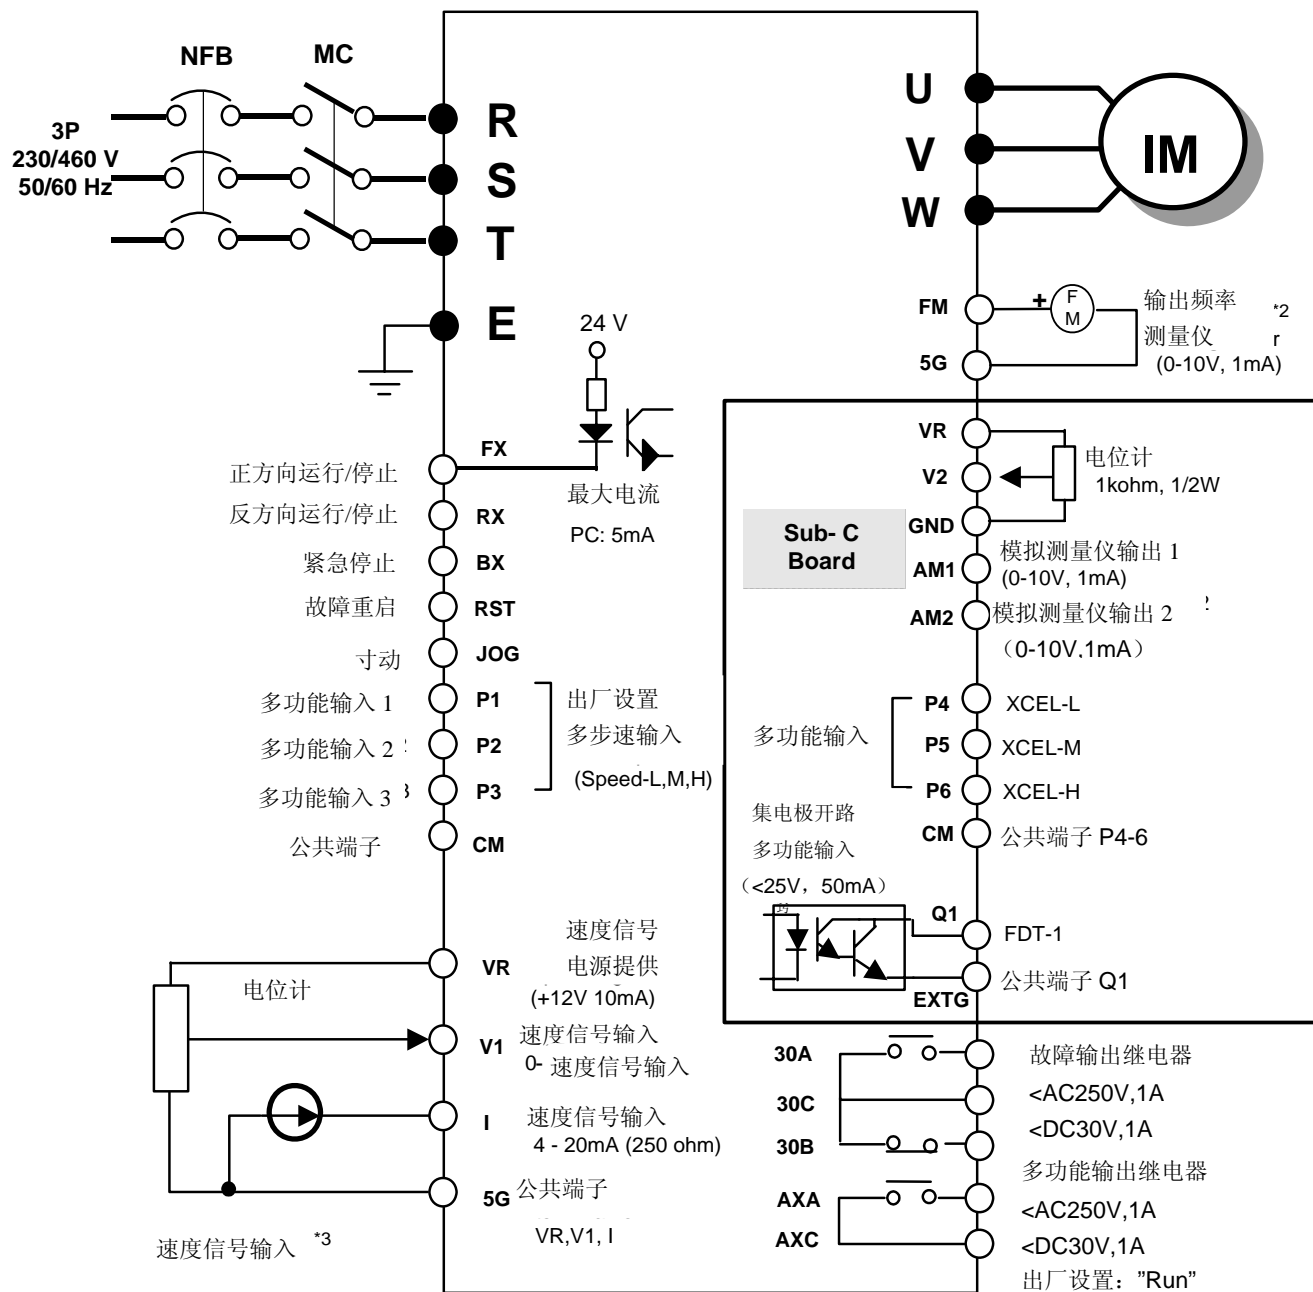 NFB
MC
3P
230/460 V
50/60 Hz
R
S
T
E
U
V
W
IM
FM
5G
+
F
M
输出频率
*2
测量仪
r
(0-10V, 1mA)
24 V
FX
正方向运行/停止
最大电流
PC: 5mA
反方向运行/停止
RX
紧急停止
BX
故障重启
RST
寸动
JOG
多功能输入 1
P1
多功能输入 2
P2
多功能输入 3
P3
出厂设置
多步速输入
(Speed-L,M,H)
公共端子
CM
VR
V2
GND
电位计
1kohm, 1/2W
Sub- C
Board
AM1
模拟测量仪输出 1
(0-10V, 1mA)
AM2
模拟测量仪输出 2
（0-10V,1mA）
多功能输入
P4
XCEL-L
P5
XCEL-M
P6
XCEL-H
CM
公共端子 P4-6
集电极开路
多功能输入
（<25V，50mA）
Q1
FDT-1
EXTG
公共端子 Q1
电位计
VR
速度信号
电源提供
(+12V 10mA)
V1
速度信号输入
0- 速度信号输入
I
速度信号输入
4 - 20mA (250 ohm)
5G
公共端子
VR,V1, I
速度信号输入 *3
30A
30C
30B
故障输出继电器
<AC250V,1A
<DC30V,1A
AXA
AXC
多功能输出继电器
<AC250V,1A
<DC30V,1A
出厂设置：”Run”